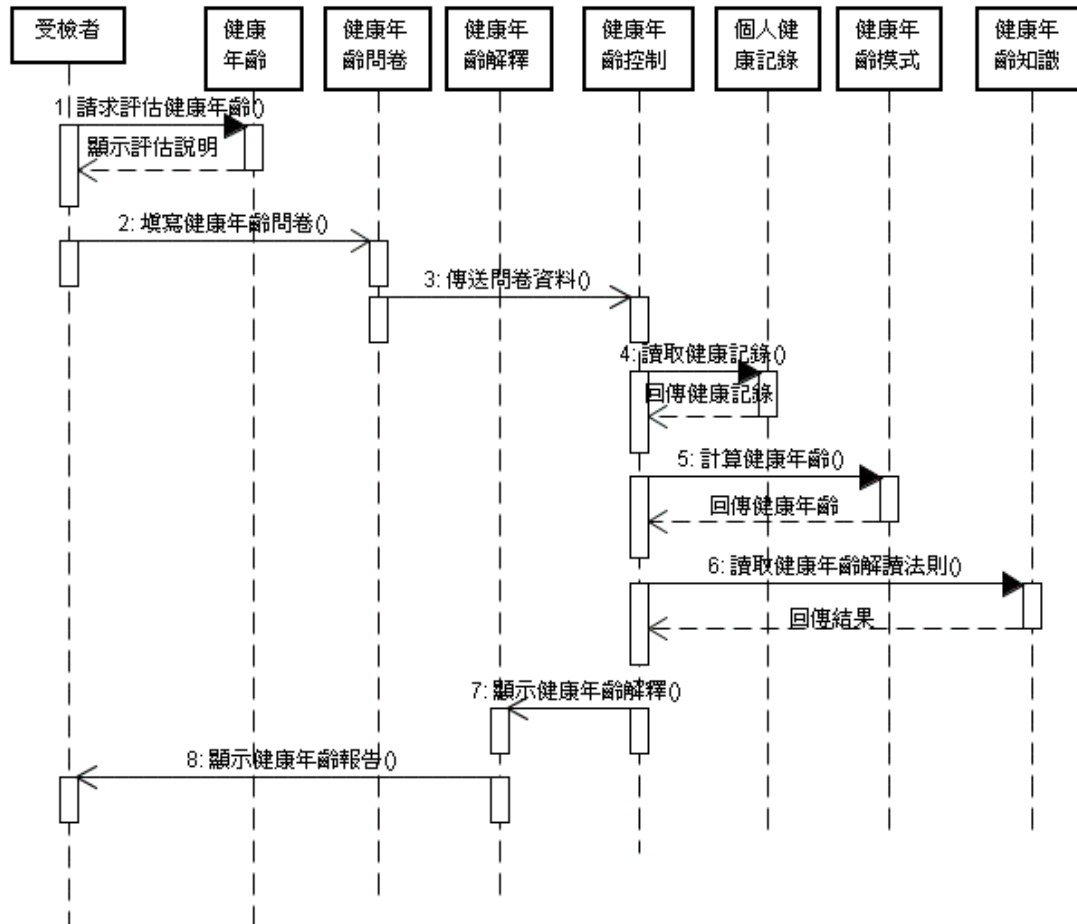 受檢者
健康
年齡
健康年
齡問卷
健康年
齡解釋
健康年
齡控制
個人健
康記錄
健康年
齡模式
健康年
齡知識
1: 請求評估健康年齡()
顯示評估說明
2: 填寫健康年齡問卷()
3: 傳送問卷資料()
4: 讀取健康記錄()
回傳健康記錄
5: 計算健康年齡()
回傳健康年齡
6: 讀取健康年齡解讀法則()
回傳結果
7: 顯示健康年齡解釋()
8: 顯示健康年齡報告()